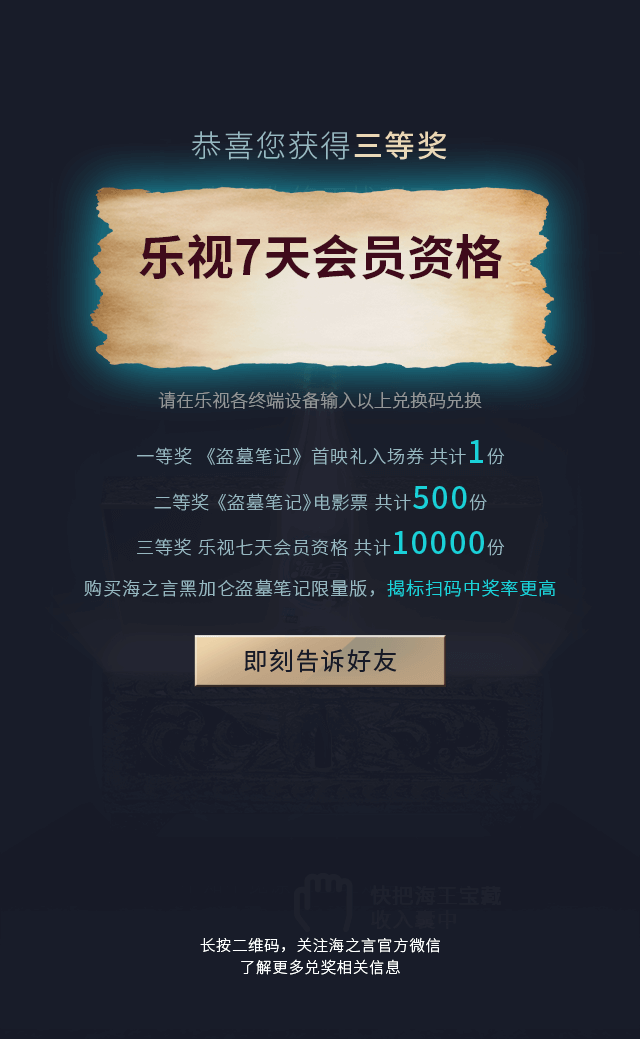 恭喜您获得三等奖
乐视7天会员资格
请在乐视各终端设备输入以上兑换码兑换
一等奖 《盗墓笔记》首映礼入场券 共计1份
二等奖《盗墓笔记》电影票 共计500份
三等奖 乐视七天会员资格 共计10000份
购买海之言黑加仑盗墓笔记限量版，揭标扫码中奖率更高
即刻告诉好友
快把海王宝藏
收入囊中
长按二维码，关注海之言官方微信
了解更多兑奖相关信息